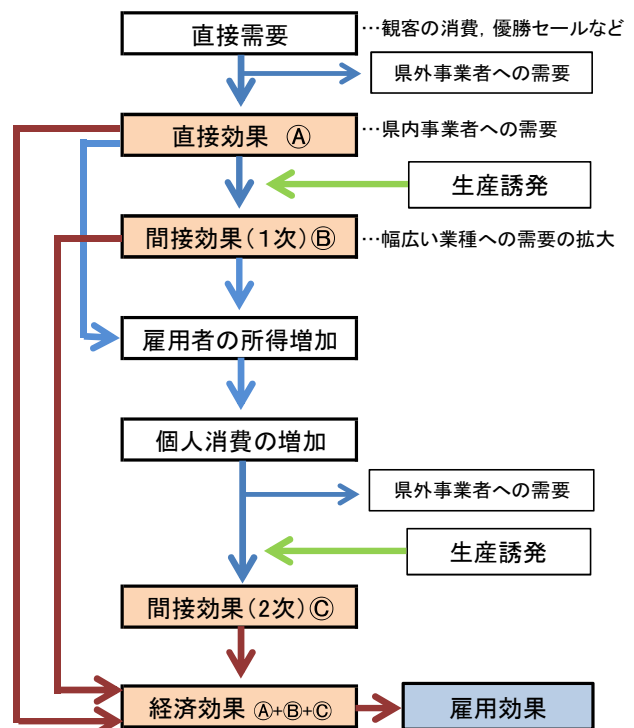 直接需要
…観客の消費，優勝セールなど
県外事業者への需要
直接効果 Ⓐ
…県内事業者への需要
生産誘発
間接効果（１次）Ⓑ
…幅広い業種への需要の拡大
雇用者の所得増加
個人消費の増加
県外事業者への需要
生産誘発
間接効果（2次）Ⓒ
経済効果 Ⓐ+Ⓑ+Ⓒ
雇用効果